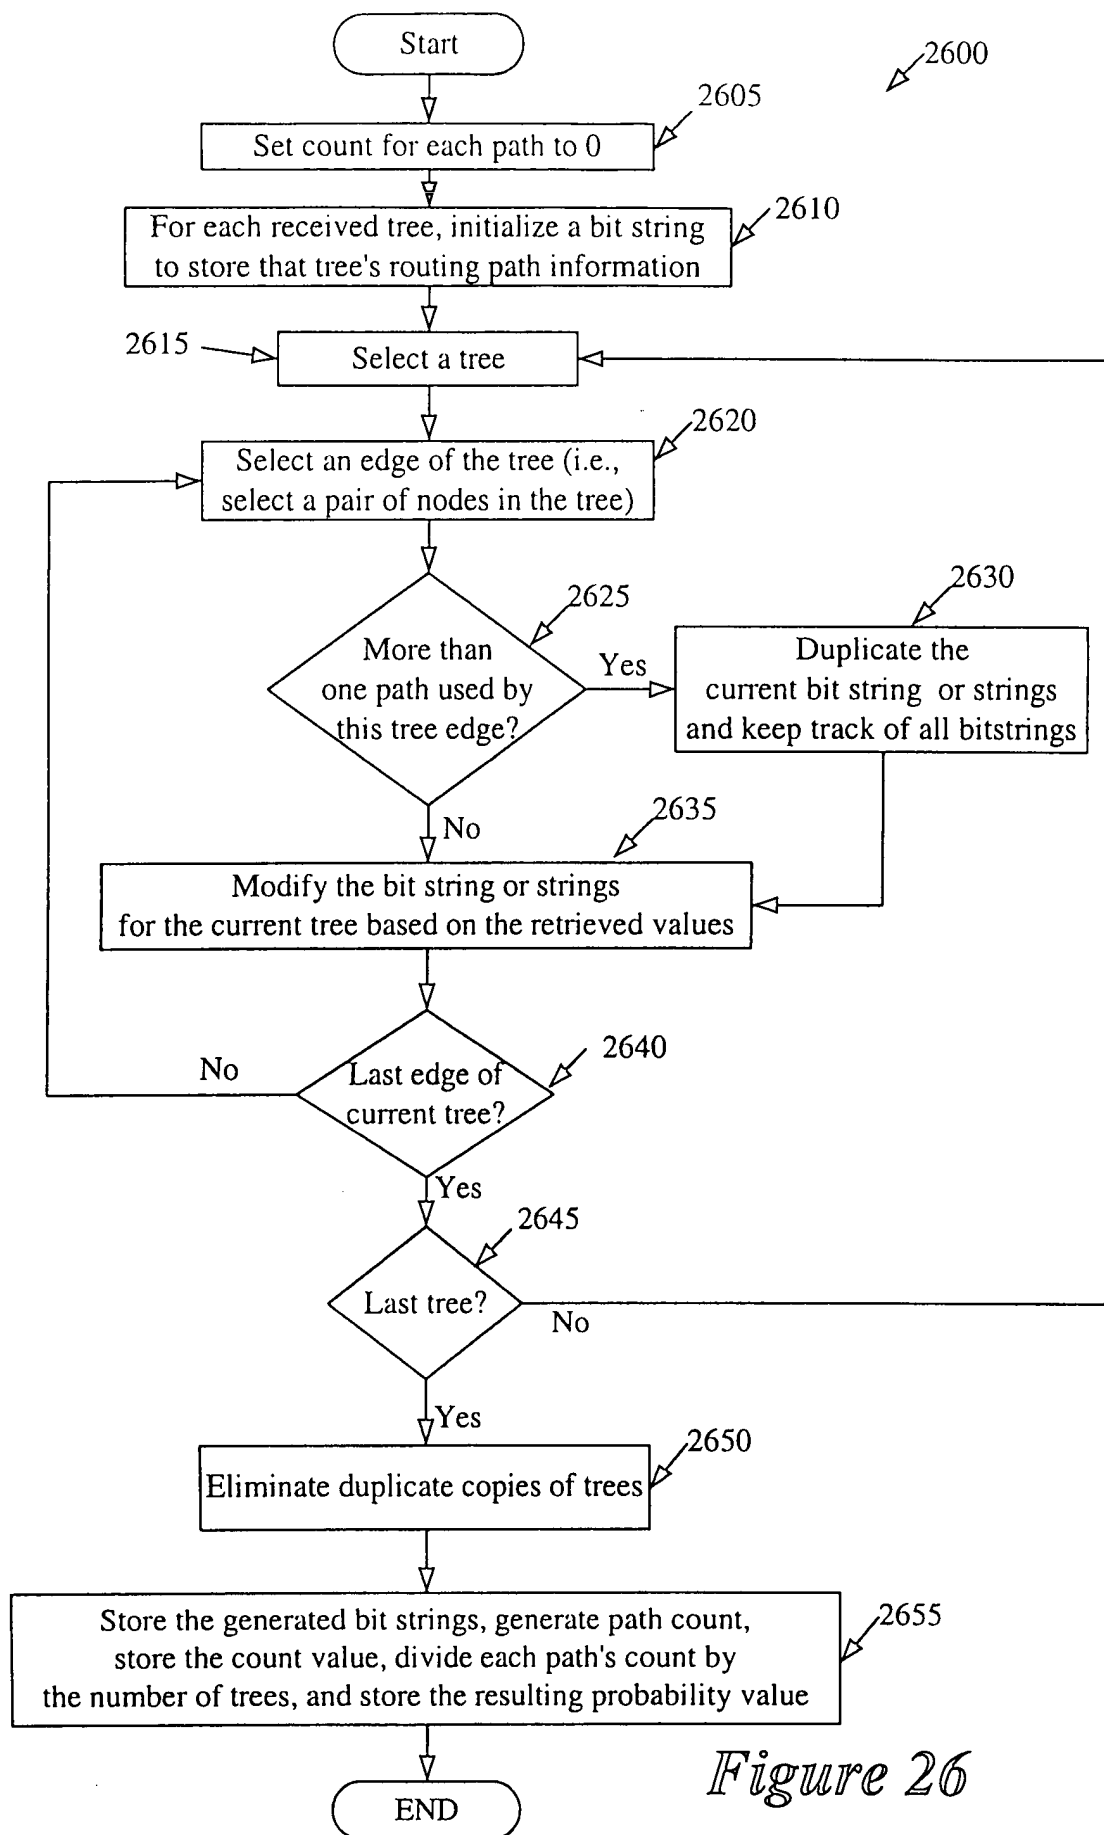 Start
2600
2605
Set count for each path to 0
2610
For each received tree, initialize a bit string
to store that tree's routing path information
2615
Select a tree
2620
Select an edge of the tree (i.e.,
select a pair of nodes in the tree)
2625
More than
one path used by
this tree edge?
Yes
2630
Duplicate the
current bit string or strings
and keep track of all bitstrings
No
2635
Modify the bit string or strings
for the current tree based on the retrieved values
No
2640
Last edge of
current tree?
Yes
2645
Last tree?
No
Yes
2650
Eliminate duplicate copies of trees
2655
Store the generated bit strings, generate path count,
store the count value, divide each path's count by
the number of trees, and store the resulting probability value
END
Figure 26